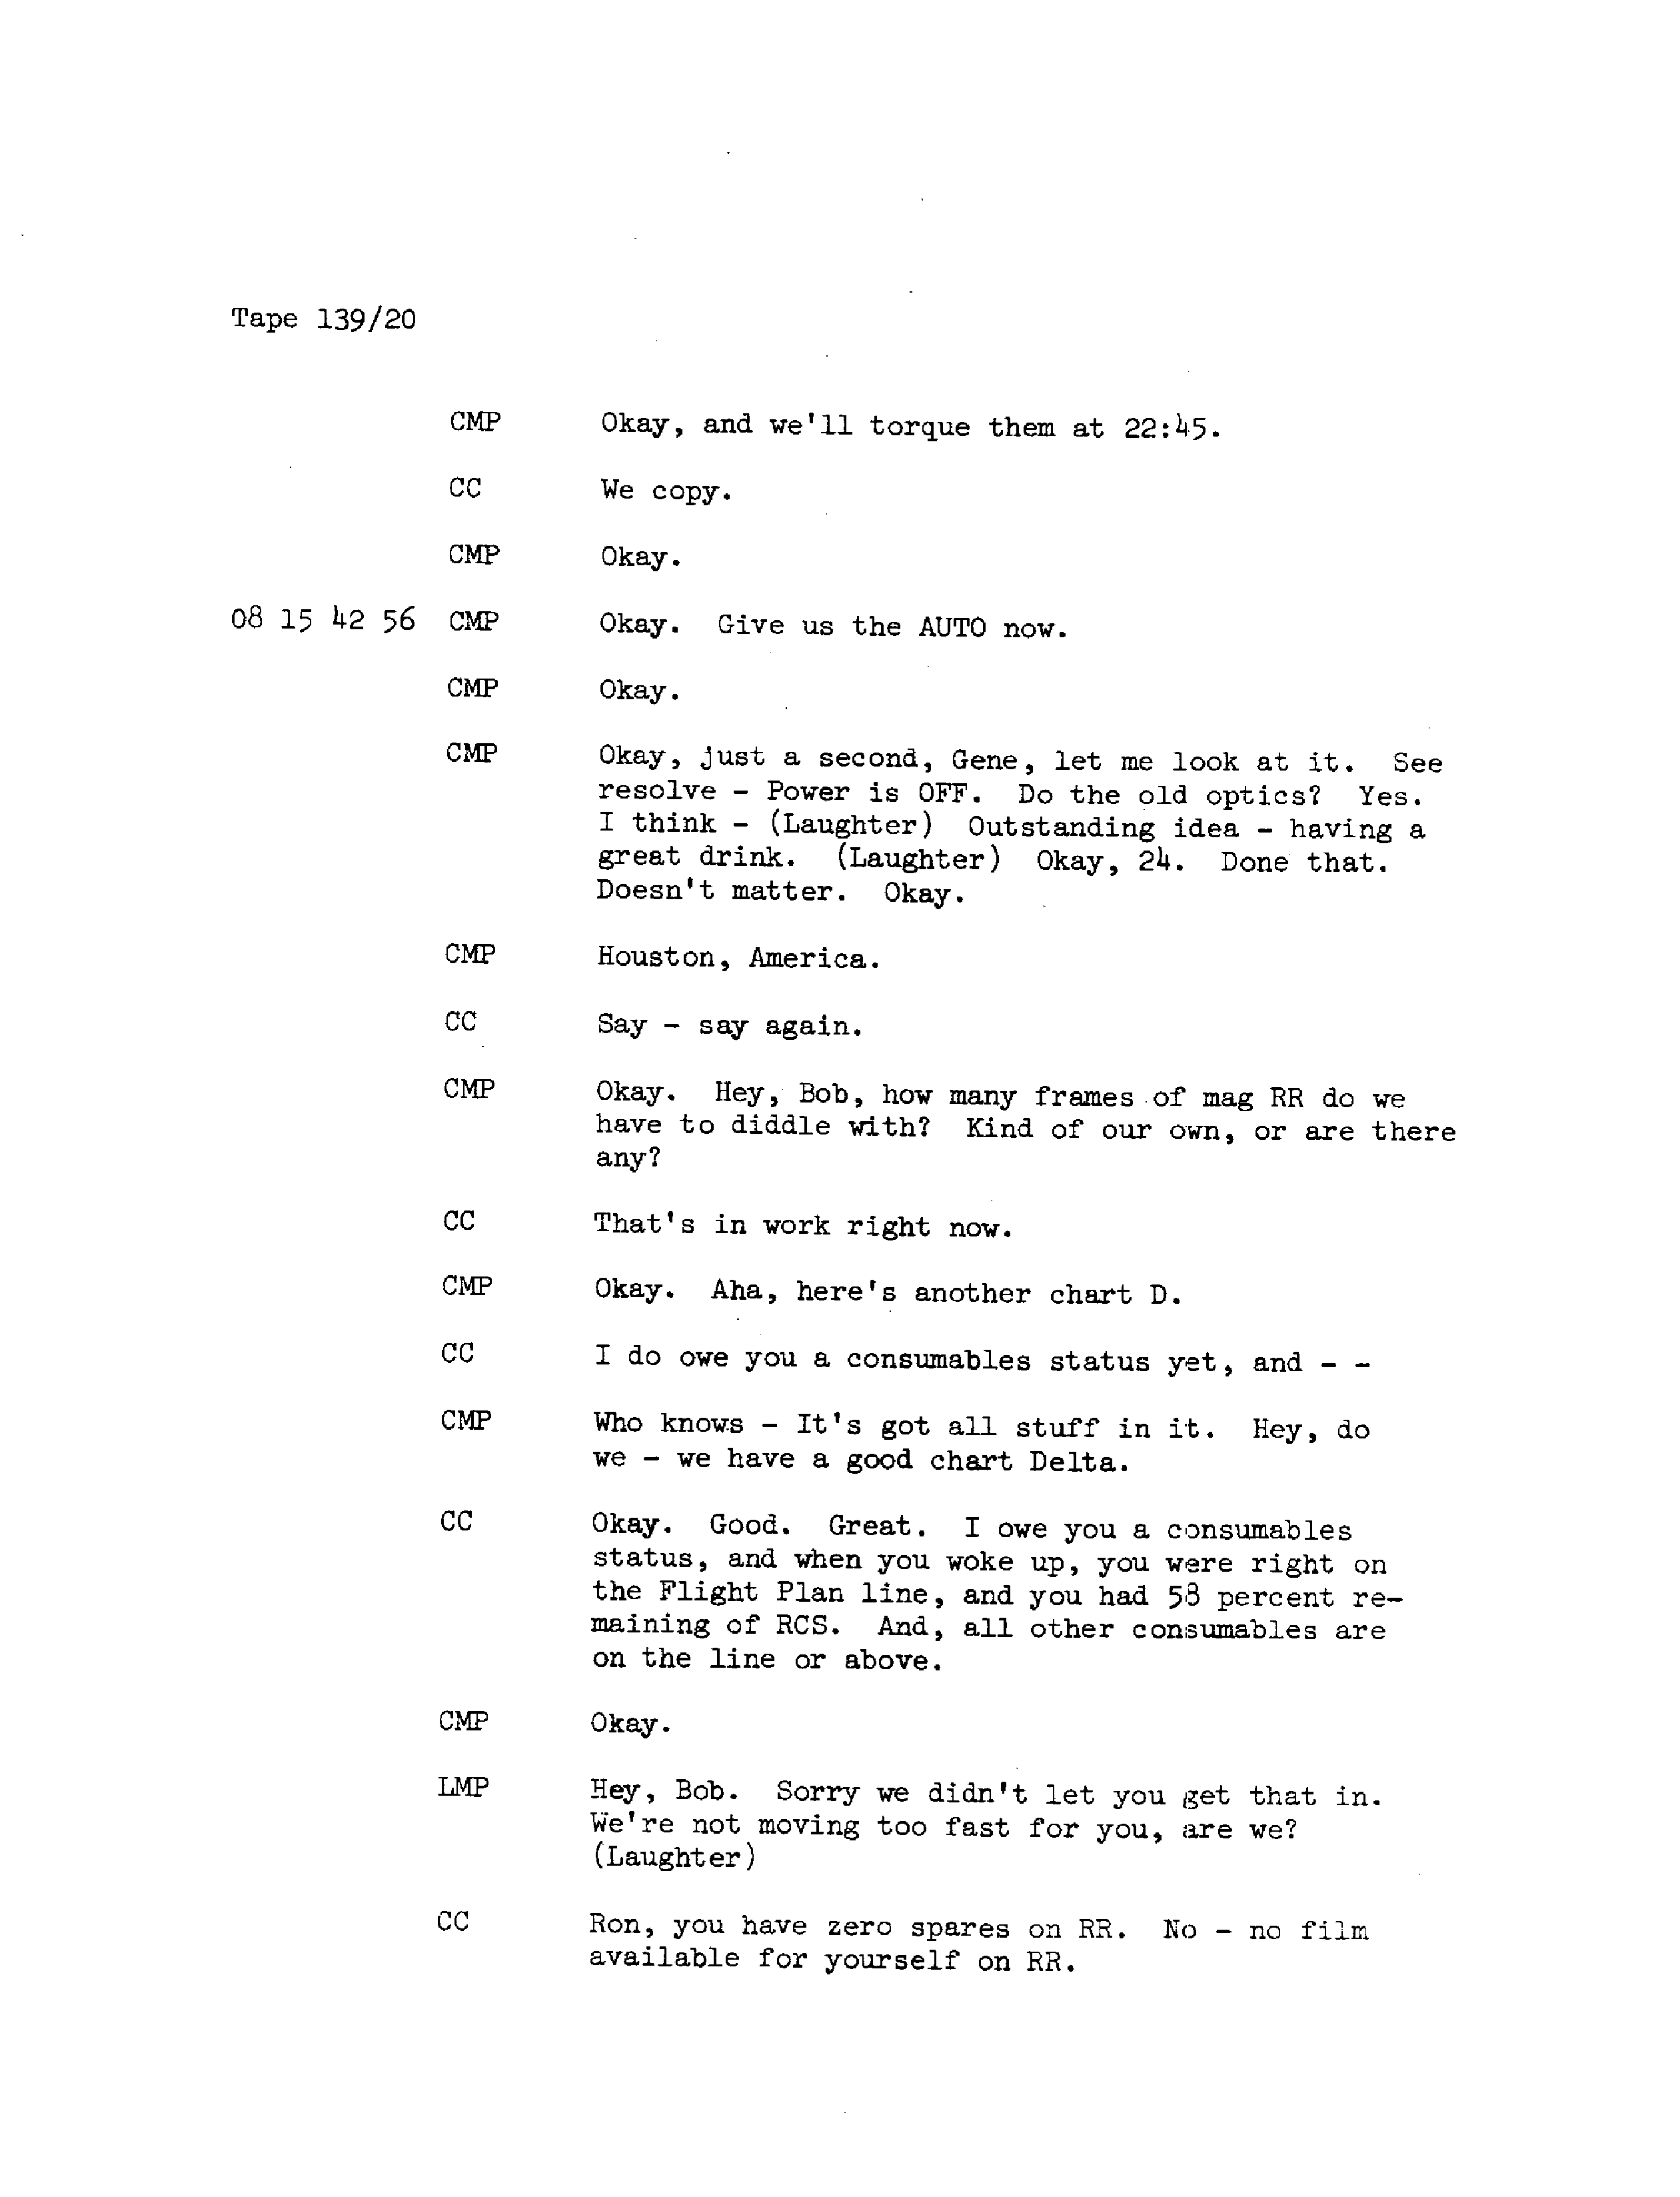 Tape 139/20
CMP Okay, and we'll torque them at 22:45.
CC We copy.
CMP Okay.
08 15 42 56 CMP Okay. Give us the AUTO now.
CMP Okay.
CMP Okay, just a second, Gene, let me look at it. See
resolve - Power is OFF. Do the old optics? Yes.
I think - (Laughter) Outstanding idea - having a
great drink. (Laughter) Okay, 24. Done that.
Doesn't matter. Okay.
CMP Houston, America.
CC Say - say again.
CMP Okay. Hey, Bob, how many frames of mag RR do we
have to diddle with? Kind of our own, or are there
any?
CC That's in work right now.
CMP Okay. Aha, here's another chart D.
CC I do owe you a consumables status yet, and - -
CMP Who knows - It's got all stuff in it. Hey, do
we - we have a good chart Delta.
CC Okay. Good. Great. I owe you a consumables
status, and when you woke up, you were right on
the Flight Plan line, and you had 58 percent re-
maining of RCS. And, all other consumables are
on the line or above.
CMP Okay.
LMP Hey, Bob. Sorry we didn't let you get that in.
We're not moving too fast for you, are we?
(Laughter)
CC Ron, you have zero spares on RR. No - no film
available for yourself on RR.